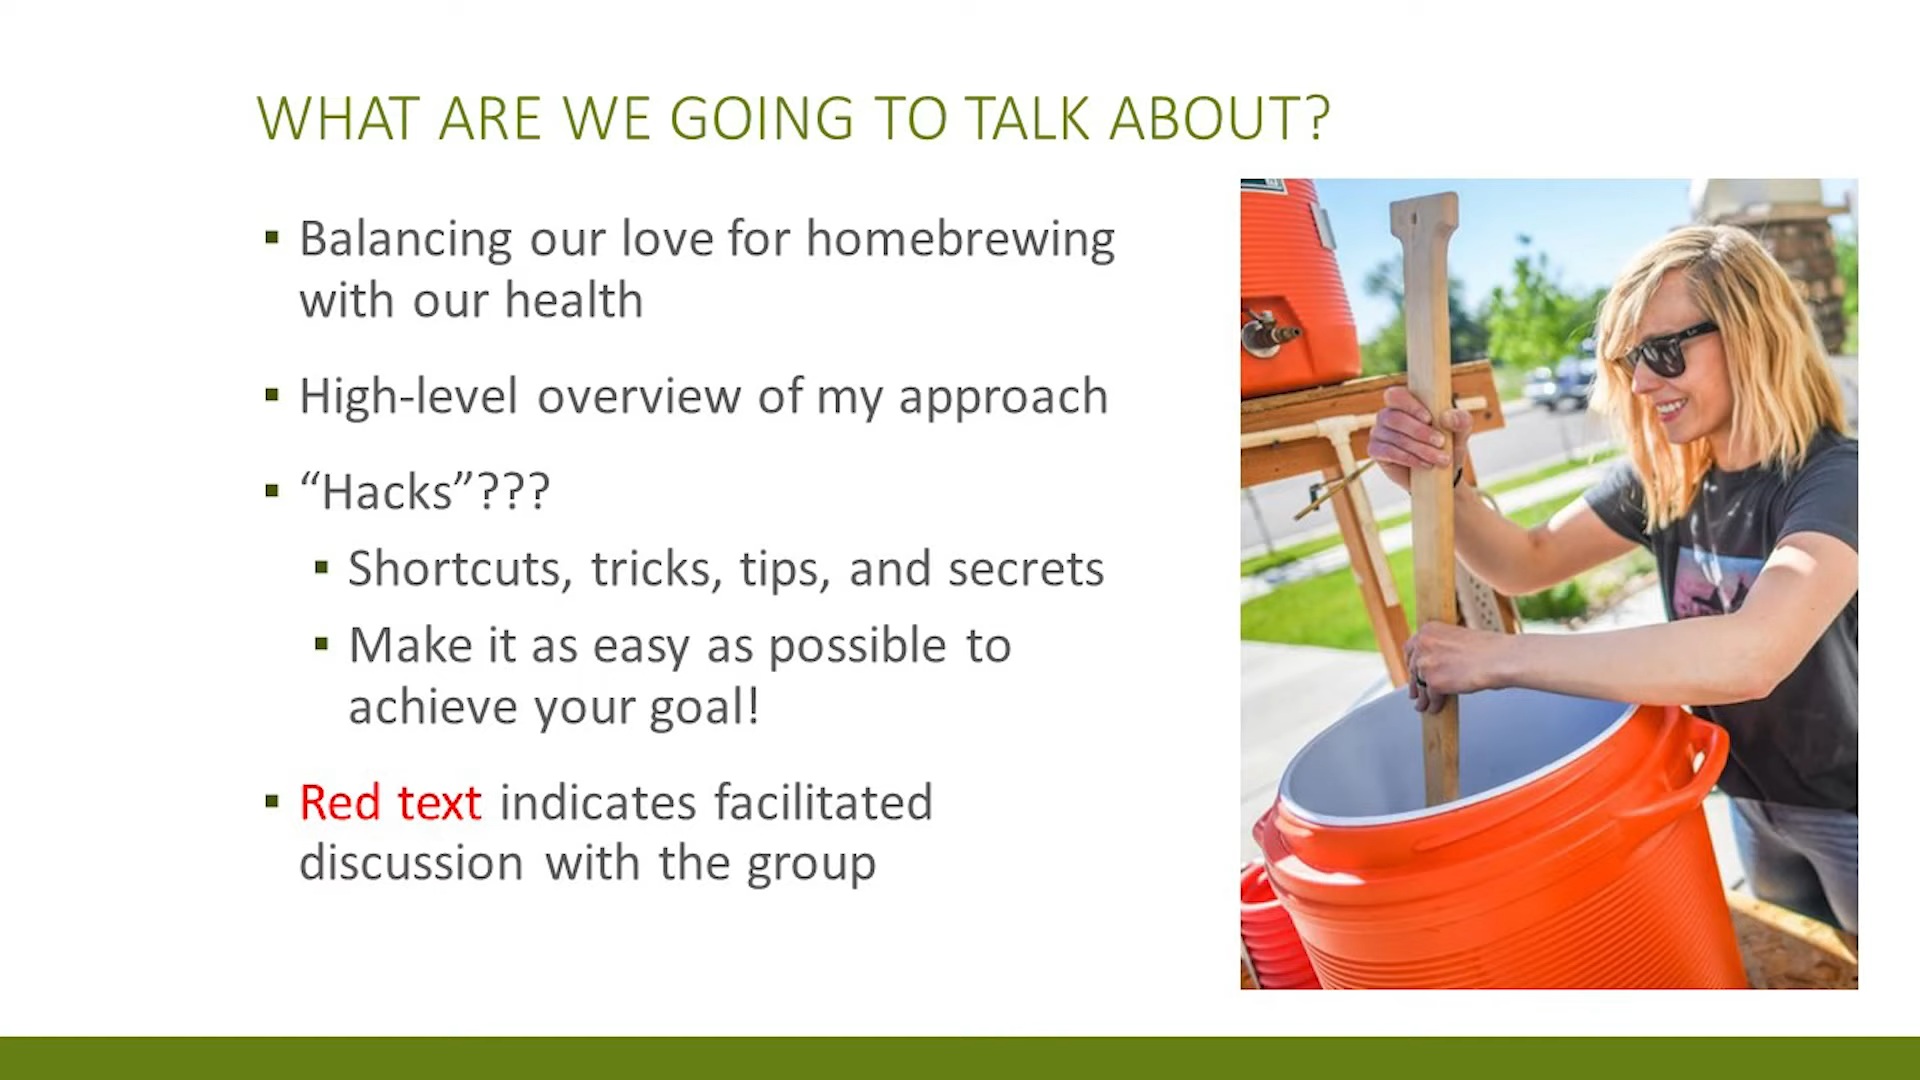 WHAT ARE WE GOING TO TALK ABOUT?
▪ Balancing our love for homebrewing
with our health
▪ High-level overview of my approach
▪ “Hacks”???
▪ Shortcuts, tricks, tips, and secrets
▪ Make it as easy as possible to
achieve your goal!
▪ Red text indicates facilitated
discussion with the group